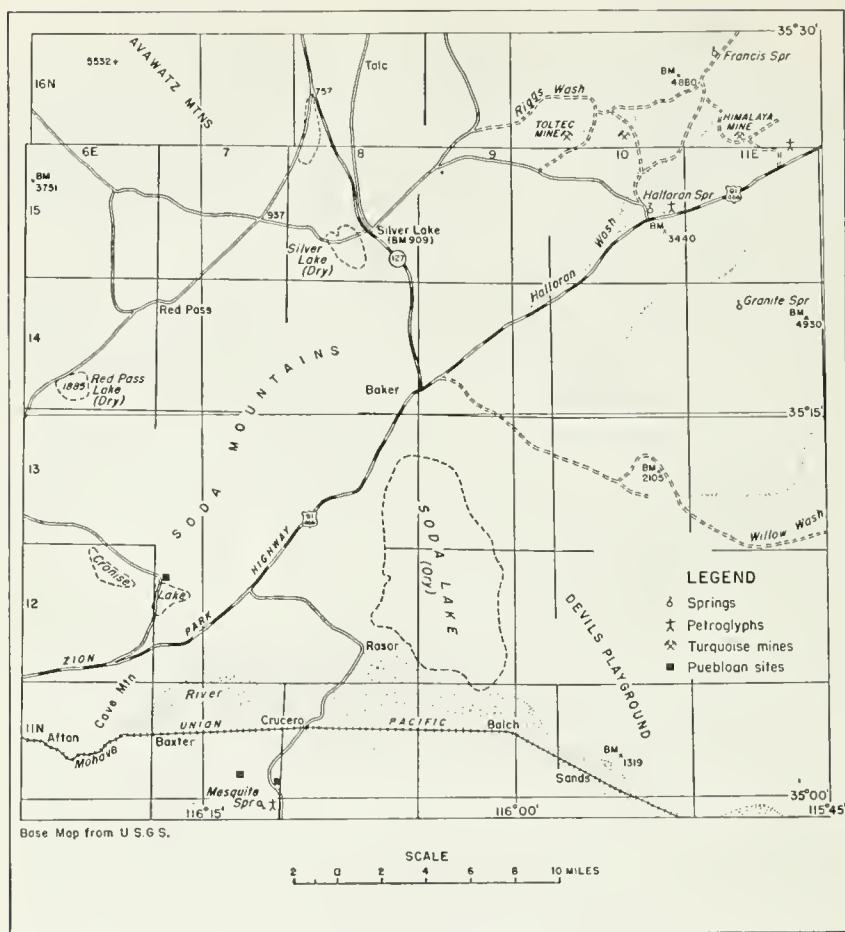 35°30'
5532
AVAWATZ MTNS
16N
757
Talc
Francis Spr
BM 4880
Riggs Wash
TOLTEC MINE
HIMALAYA MINE
6E
7
8
9
10
11E
BM 3751
15
937
Silver Lake (BM 909)
Silver Lake (Dry)
127
Halloran Spr
91
466
BM 3440
Halloran Wash
Granite Spr
BM 4930
Red Pass
14
1885
Red Pass Lake (Dry)
Baker
35°15'
SODA MOUNTAINS
13
BM 2105
Willow Wash
91
466
SODA LAKE (Dry)
ZION PARK HIGHWAY
Cronise Lake
12
LEGEND
Springs
Petroglyphs
Turquoise mines
Puebloan sites
Rasor
DEVILS PLAYGROUND
Cave Mtn
River
11N
Afton
Mohave
Baxter
UNION PACIFIC
Crucero
Balch
BM 1319
Sands
Mesquite Sprs
35°00'
116°15'
116°00'
115°45'
Base Map from U.S.G.S.
SCALE
2 0 2 4 6 8 10 MILES